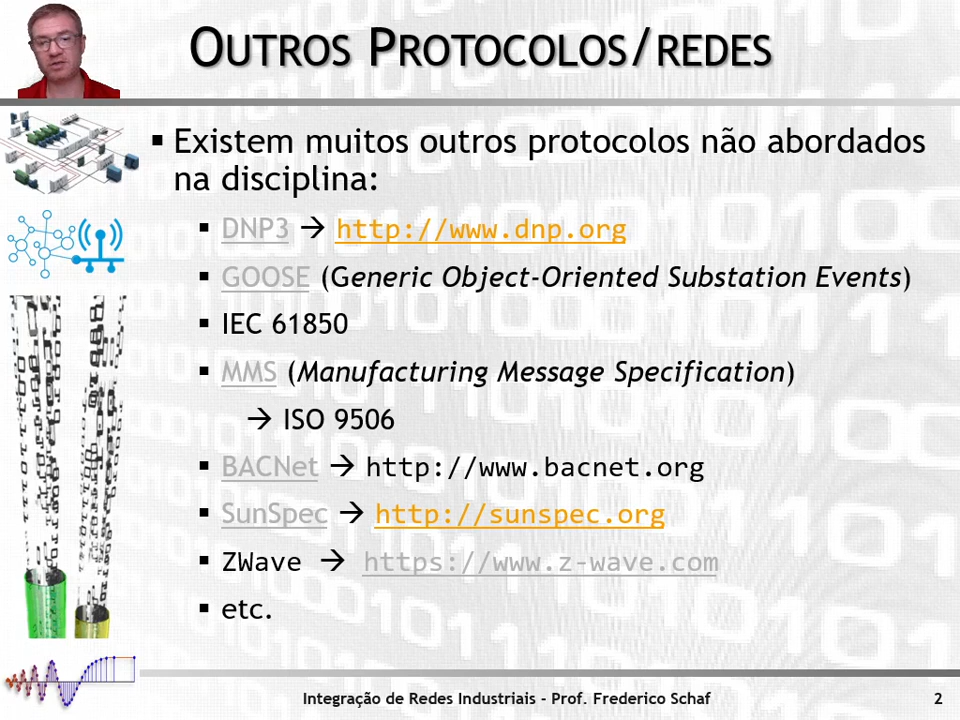 OUTROS PROTOCOLOS/REDES
▪ Existem muitos outros protocolos não abordados
na disciplina:
▪ DNP3 → http://www.dnp.org
▪ GOOSE (Generic Object-Oriented Substation Events)
▪ IEC 61850
▪ MMS (Manufacturing Message Specification)
→ ISO 9506
▪ BACNet → http://www.bacnet.org
▪ SunSpec → http://sunspec.org
▪ ZWave → https://www.z-wave.com
▪ etc.
Integração de Redes Industriais - Prof. Frederico Schaf
2